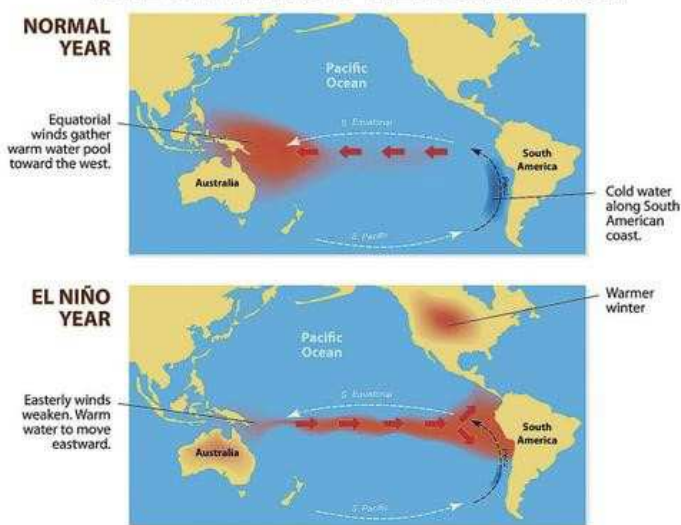 NORMAL
YEAR
Pacific
Ocean
Equatorial
winds gather
warm water pool
toward the west.
S. Equatorial
Australia
South
America
Cold water
along South
American
coast.
S. Pacific
EL NIÑO
YEAR
Warmer
winter
Pacific
Ocean
Easterly winds
weaken. Warm
water to move
eastward.
S. Equatorial
Australia
South
America
S. Pacific